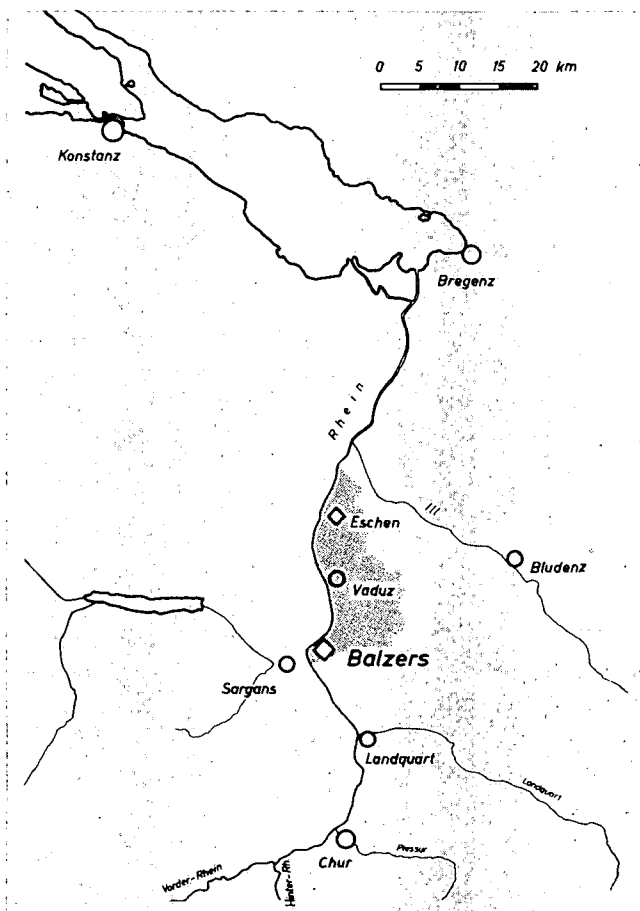 0 5 10 15 20 km
Konstanz
Bregenz
Rhein
Ill
Eschen
Bludenz
Vaduz
Balzers
Sargans
Landquart
Landquart
Plessur
Chur
Vorder-Rhein
Hinter-Rh.